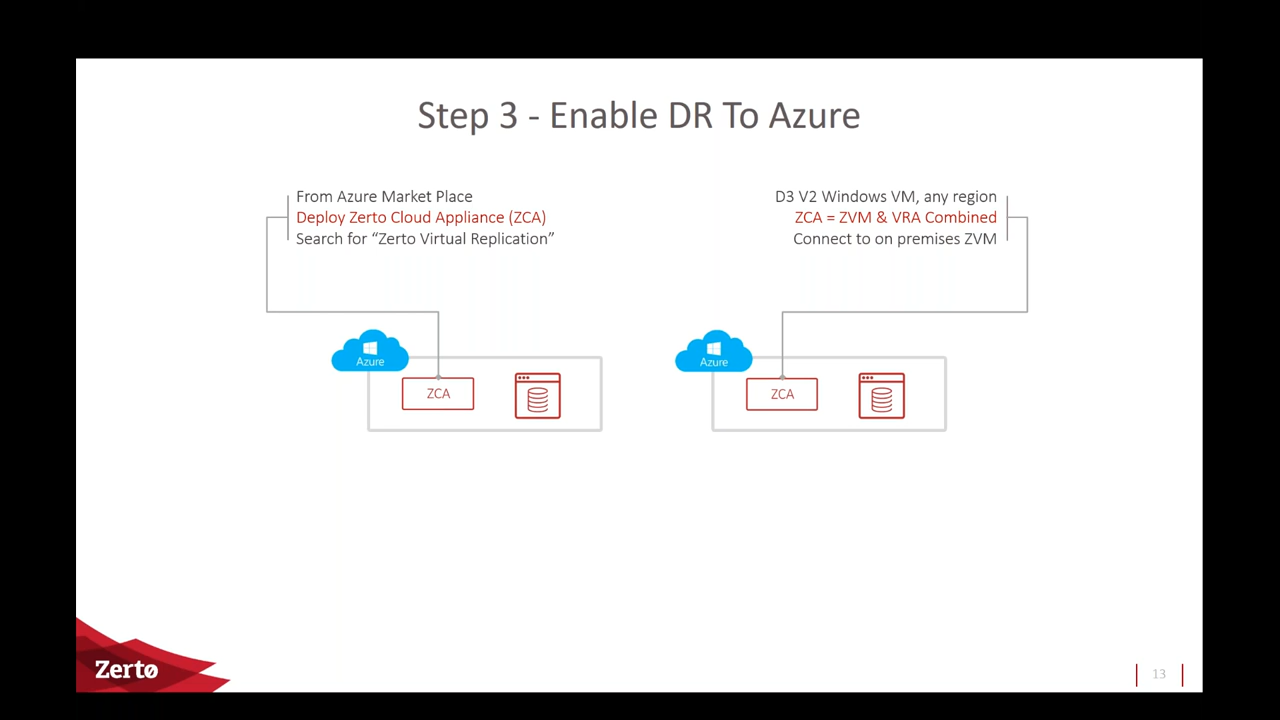 Step 3 - Enable DR To Azure
From Azure Market Place
Deploy Zerto Cloud Appliance (ZCA)
Search for “Zerto Virtual Replication”
D3 V2 Windows VM, any region
ZCA = ZVM & VRA Combined
Connect to on premises ZVM
Azure
ZCA
Azure
ZCA
Zerto
13